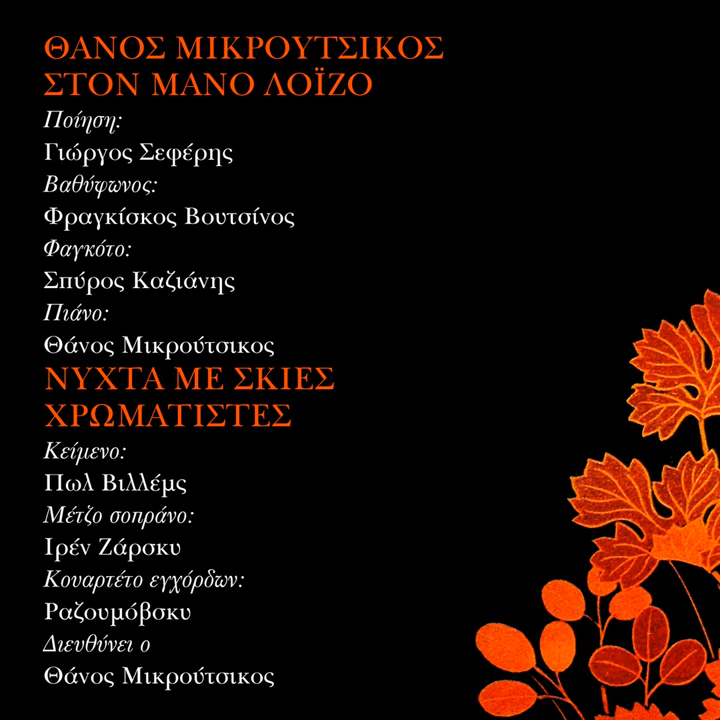 ΘΑΝΟΣ ΜΙΚΡΟΥΤΣΙΚΟΣ
ΣΤΟΝ ΜΑΝΟ ΛΟΪΖΟ
Ποίηση:
Γιώργος Σεφέρης
Βαθύφωνος:
Φραγκίσκος Βουτσίνος
Φαγκότο:
Σπύρος Καζιάνης
Πιάνο:
Θάνος Μικρούτσικος
ΝΥΧΤΑ ΜΕ ΣΚΙΕΣ
ΧΡΩΜΑΤΙΣΤΕΣ
Κείμενο:
Πωλ Βιλλέμς
Μέτζο σοπράνο:
Ιρέν Ζάρσκυ
Κουαρτέτο εγχόρδων:
Ραζουμόβσκυ
Διευθύνει ο
Θάνος Μικρούτσικος